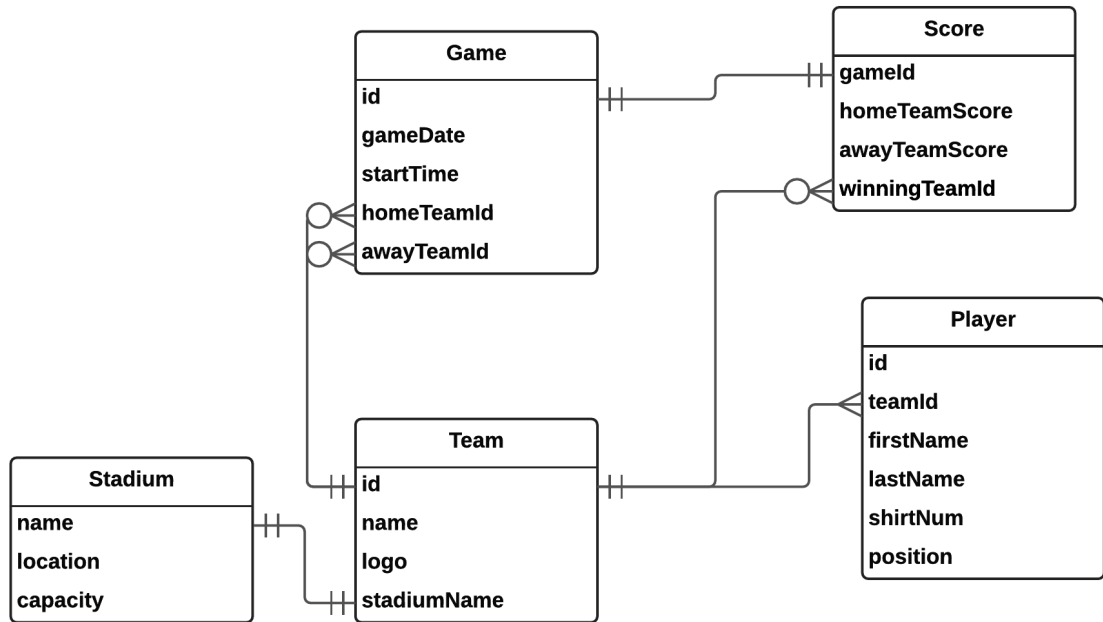 Game
id
gameDate
startTime
homeTeamId
awayTeamId
Score
gameId
homeTeamScore
awayTeamScore
winningTeamId
Player
id
teamId
firstName
lastName
shirtNum
position
Team
id
name
logo
stadiumName
Stadium
name
location
capacity